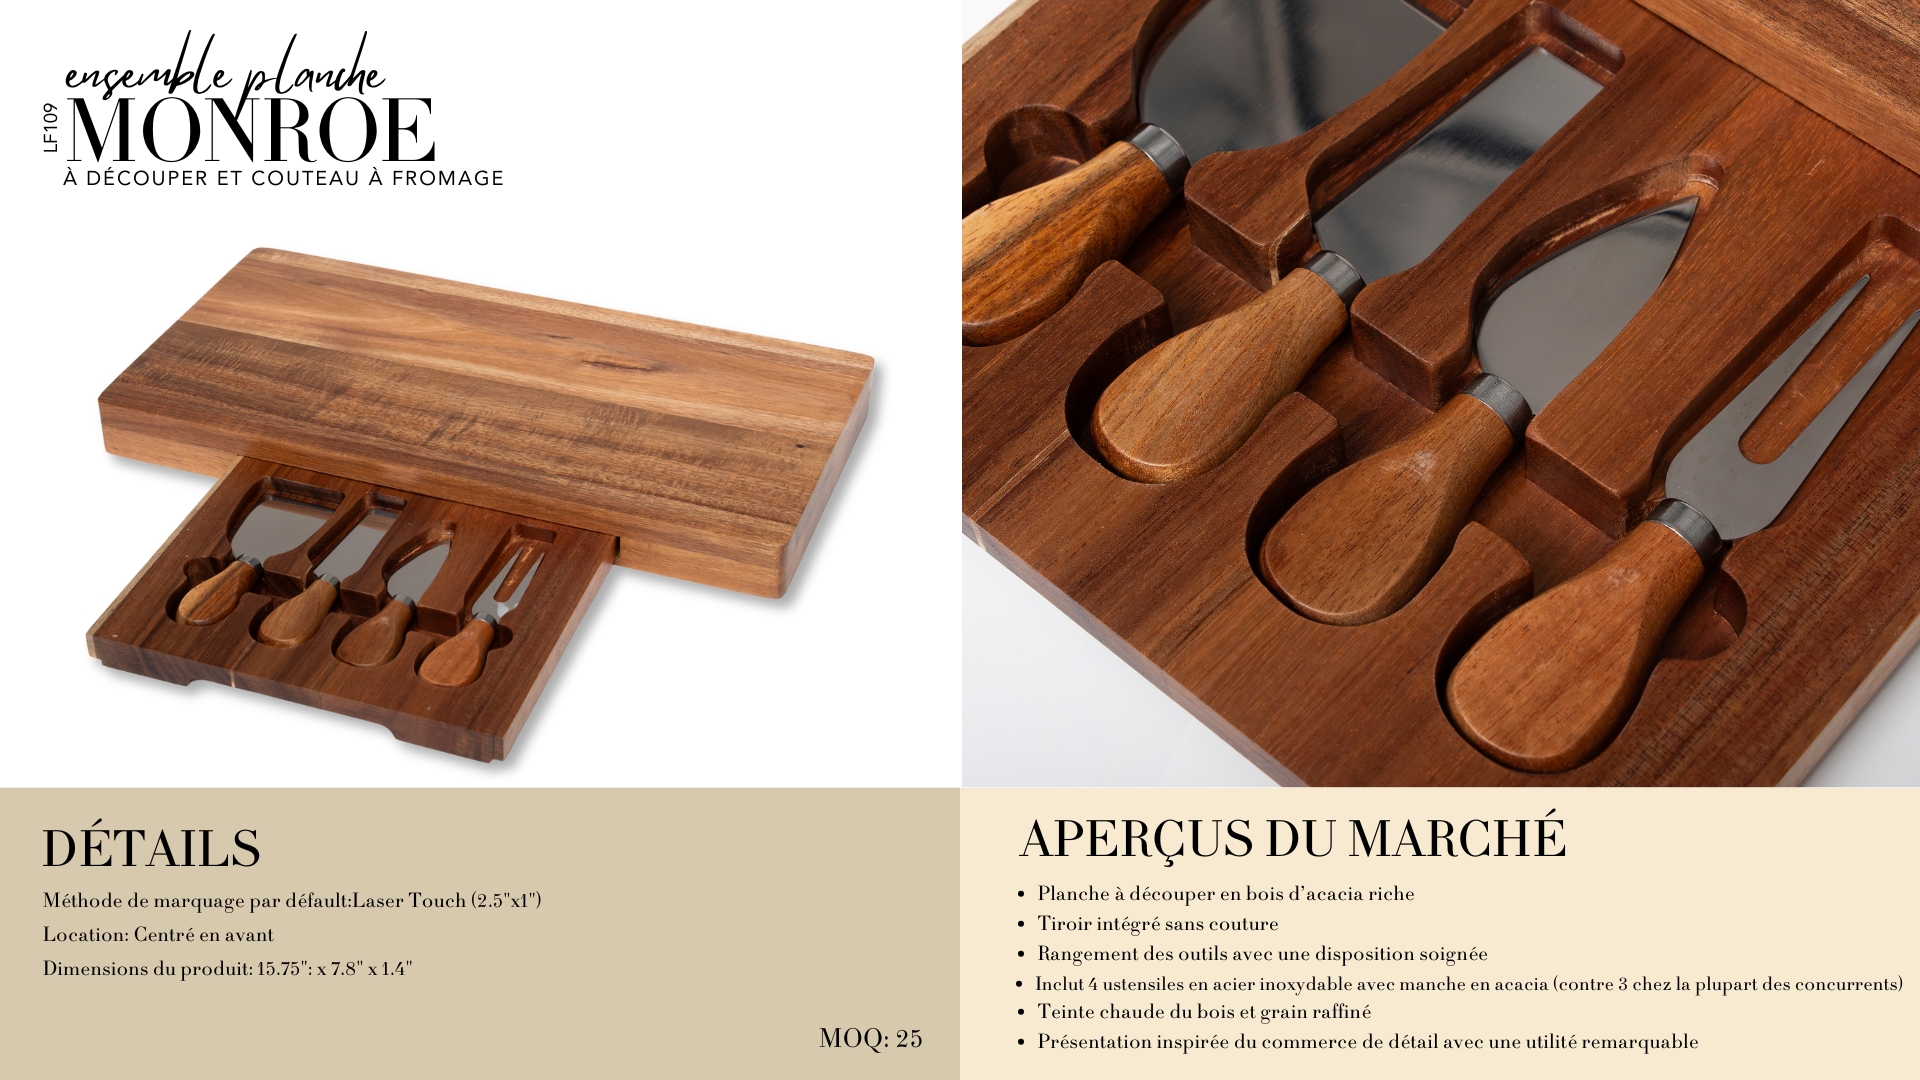 ensemble planche
LF109
MONROE
À DÉCOUPER ET COUTEAU À FROMAGE
DÉTAILS
Méthode de marquage par défault:Laser Touch (2.5"x1")
Location: Centré en avant
Dimensions du produit: 15.75": x 7.8" x 1.4"
MOQ: 25
APERÇUS DU MARCHÉ
• Planche à découper en bois d’acacia riche
• Tiroir intégré sans couture
• Rangement des outils avec une disposition soignée
• Inclut 4 ustensiles en acier inoxydable avec manche en acacia (contre 3 chez la plupart des concurrents)
• Teinte chaude du bois et grain raffiné
• Présentation inspirée du commerce de détail avec une utilité remarquable